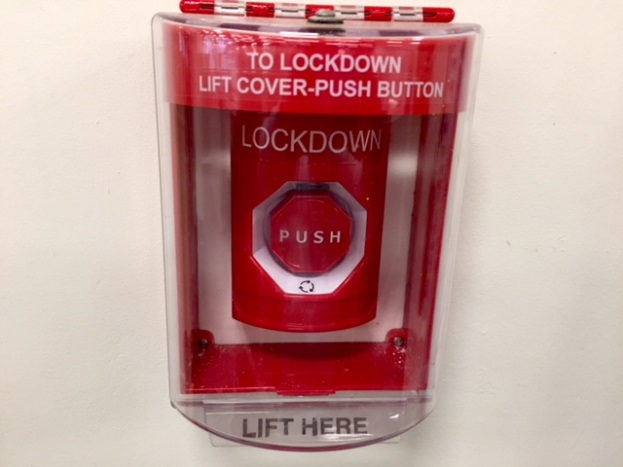 TO LOCKDOWN
LIFT COVER-PUSH BUTTON
LOCKDOWN
PUSH
LIFT HERE